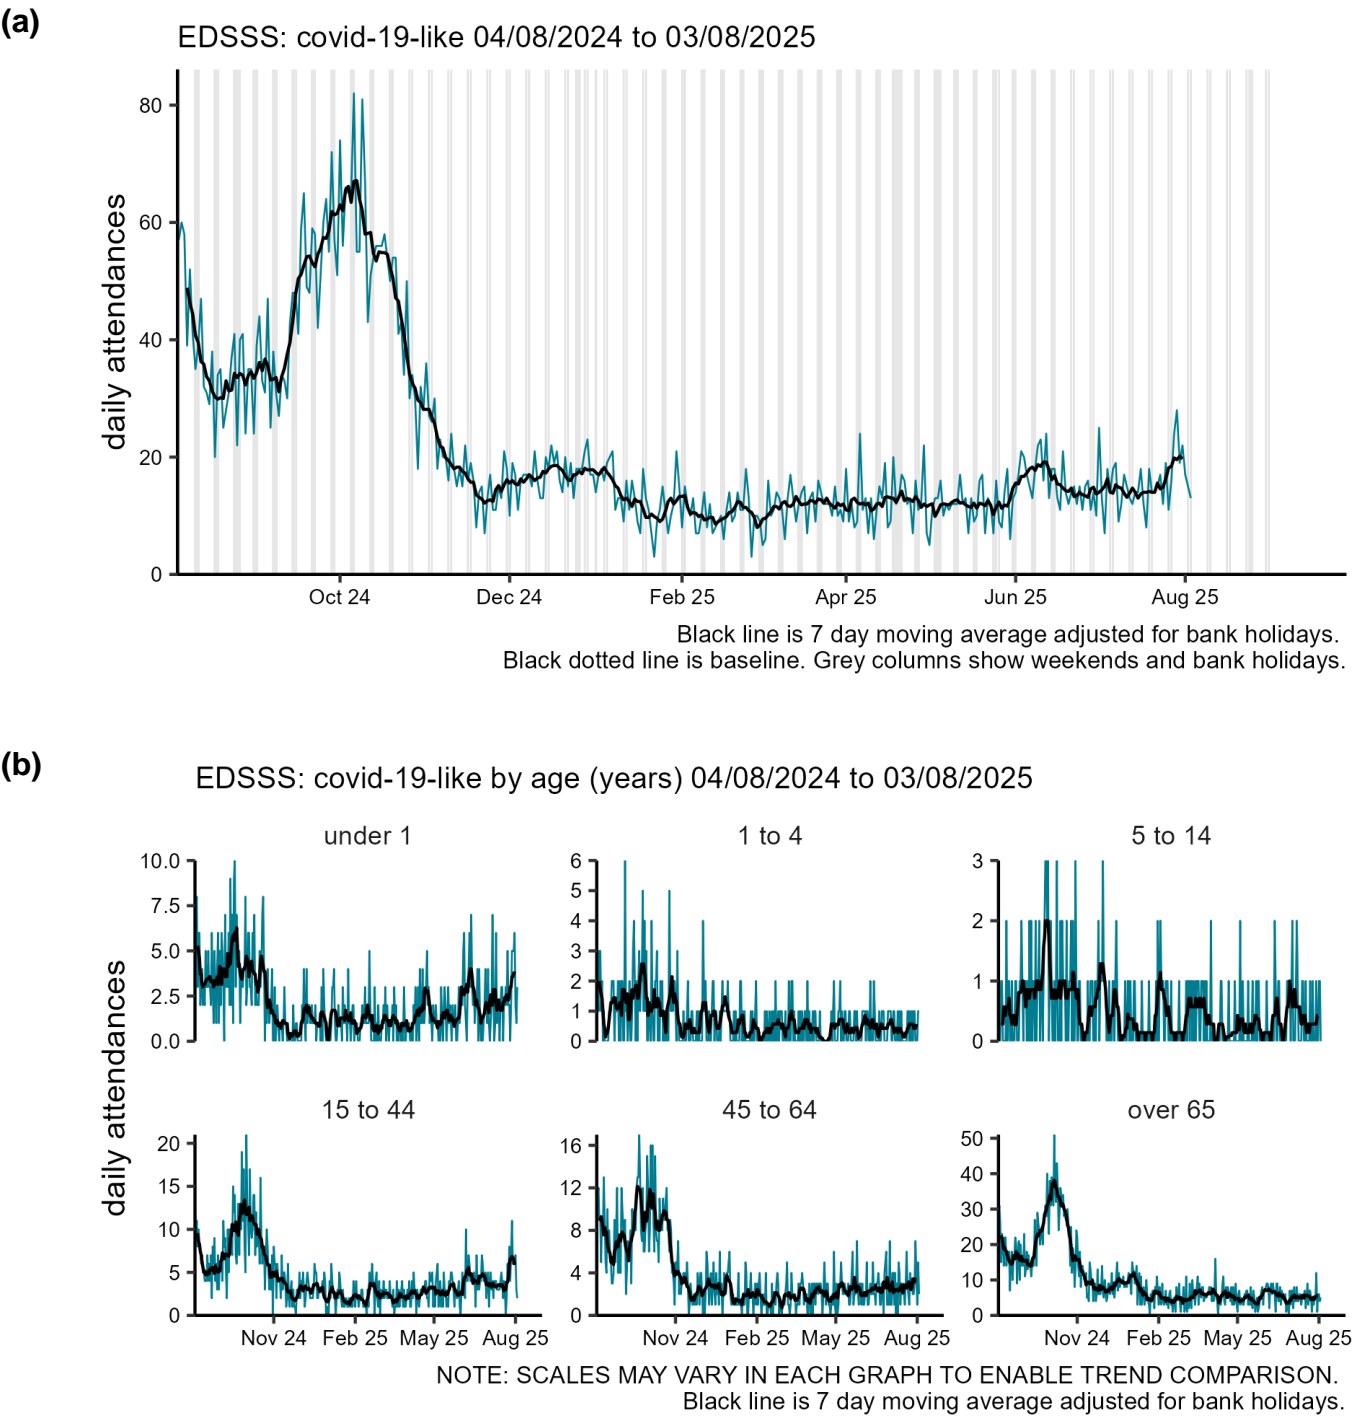 (a)
EDSSS: covid-19-like 04/08/2024 to 03/08/2025
daily attendances
80
60
40
20
0
Oct 24 Dec 24 Feb 25 Apr 25 Jun 25 Aug 25
Black line is 7 day moving average adjusted for bank holidays.
Black dotted line is baseline. Grey columns show weekends and bank holidays.
(b)
EDSSS: covid-19-like by age (years) 04/08/2024 to 03/08/2025
daily attendances
under 1
10.0
7.5
5.0
2.5
0.0
1 to 4
6
5
4
3
2
1
0
5 to 14
3
2
1
0
15 to 44
20
15
10
5
0
Nov 24 Feb 25 May 25 Aug 25
45 to 64
16
12
8
4
0
Nov 24 Feb 25 May 25 Aug 25
over 65
50
40
30
20
10
0
Nov 24 Feb 25 May 25 Aug 25
NOTE: SCALES MAY VARY IN EACH GRAPH TO ENABLE TREND COMPARISON.
Black line is 7 day moving average adjusted for bank holidays.